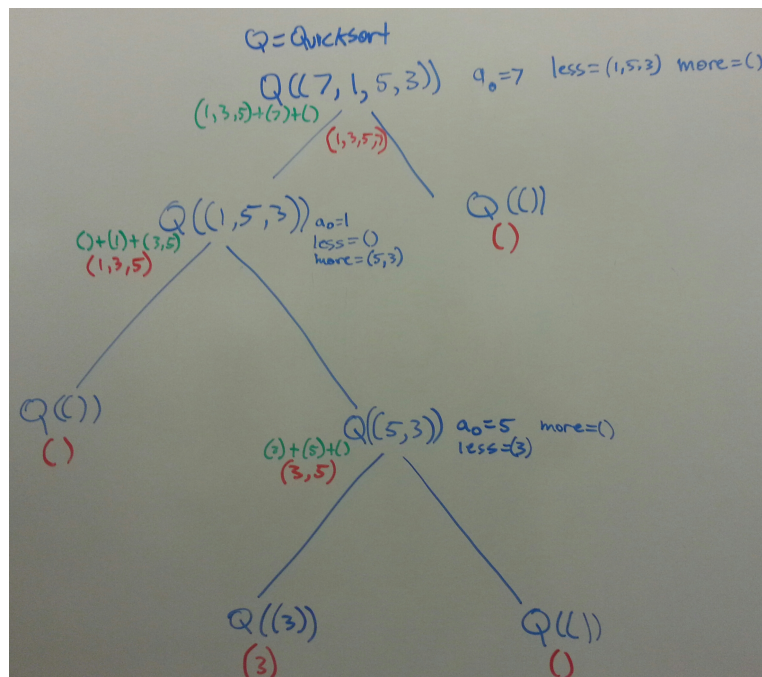 Q=Quicksort
Q((7,1,5,3)) a₀=7 less=(1,5,3) more=()
(1,3,5)+(7)+()
(1,3,5,7)
Q((1,5,3)) a₀=1
less=()
more=(5,3)
()+(1)+(3,5)
(1,3,5)
Q(())
()
Q(())
()
Q((5,3)) a₀=5 more=()
less=(3)
(3)+(5)+()
(3,5)
Q((3))
(3)
Q(())
()